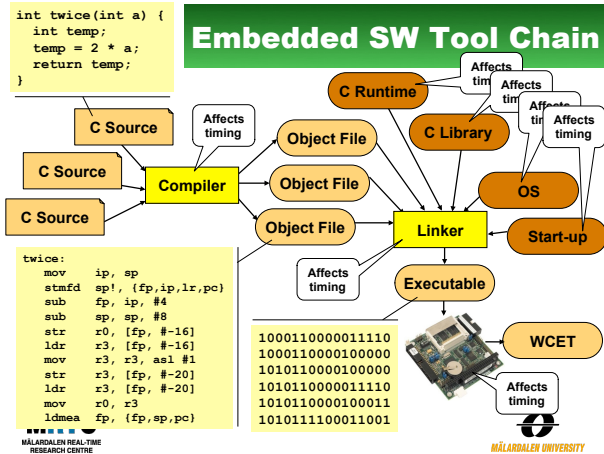 int twice(int a) {
int temp;
temp = 2 * a;
return temp;
}
Embedded SW Tool Chain
C Source
C Source
C Source
Affects
timing
Compiler
Object File
Object File
Object File
C Runtime
Affects
C Library
Affects
Affects
OS
Affects
timing
Start-up
Linker
Affects
timing
Executable
WCET
Affects
timing
twice:
mov ip, sp
stmfd sp!, {fp,ip,lr,pc}
sub fp, ip, #4
sub sp, sp, #8
str r0, [fp, #-16]
ldr r3, [fp, #-16]
mov r3, r3, asl #1
str r3, [fp, #-20]
ldr r3, [fp, #-20]
mov r0, r3
ldmea fp, {fp,sp,pc}
1000110000011110
1000110000100000
1010110000100000
1010110000011110
1010110000100011
1010111100011001
MÄLARDALEN REAL-TIME
RESEARCH CENTRE
MÄLARDALEN UNIVERSITY